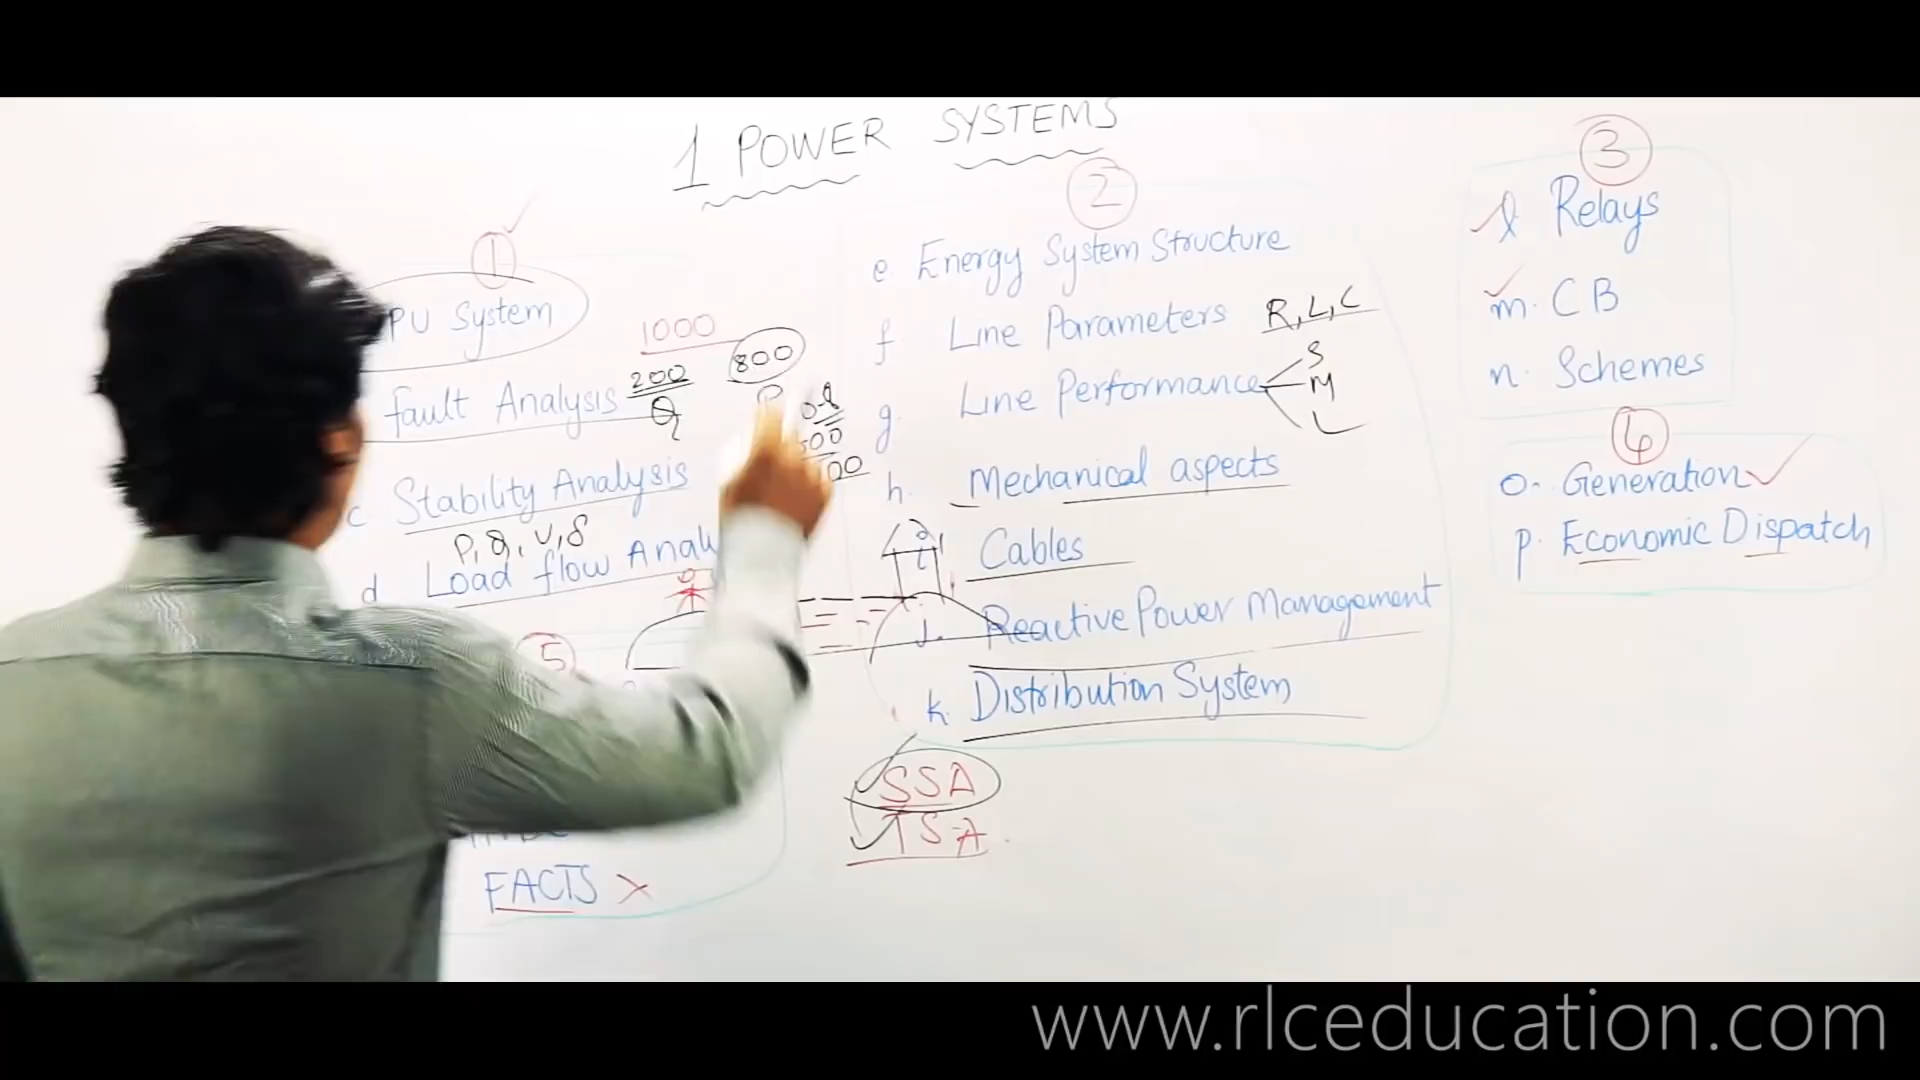 1 POWER SYSTEMS
1
PU System
1000
200
Q
800
P
Fault Analysis
c Stability Analysis
P, Q, V, δ
d Load flow
5
FACTS X
2
e Energy System Structure
f Line Parameters R, L, C
g. Line Performance S
M
L
h. Mechanical aspects
Cables
j. Reactive Power Management
k. Distribution System
SSA
TSA
3
l Relays
m. CB
n. Schemes
4
o. Generation
p. Economic Dispatch
www.rlceducation.com